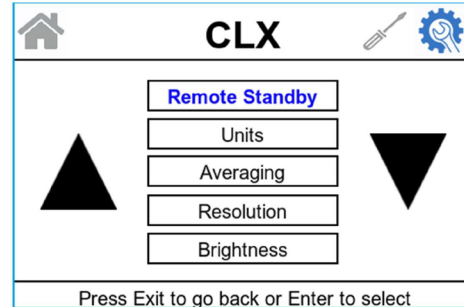 CLX
Remote Standby
Units
Averaging
Resolution
Brightness
Press Exit to go back or Enter to select